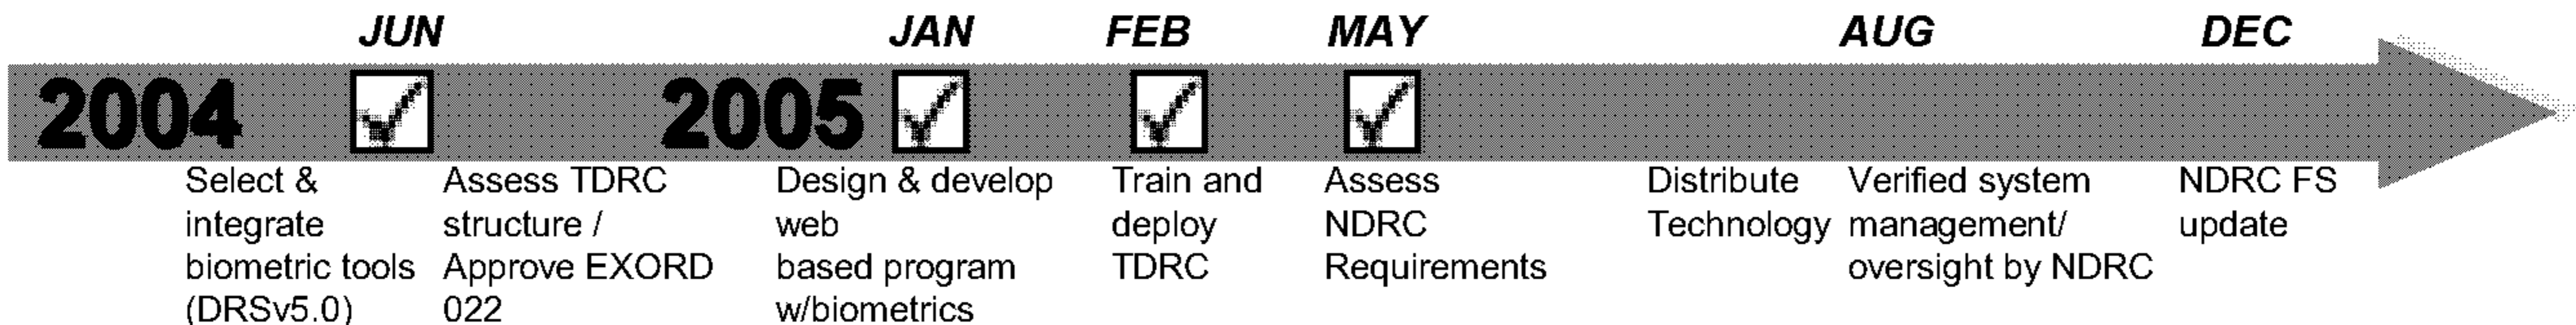 JUN JAN FEB MAY AUG DEC
2004 2005
Select &
integrate
biometric tools
(DRSv5.0)
Assess TDRC
structure /
Approve EXORD
022
Design & develop
web
based program
w/biometrics
Train and
deploy
TDRC
Assess
NDRC
Requirements
Distribute
Technology
Verified system
management/
oversight by NDRC
NDRC FS
update